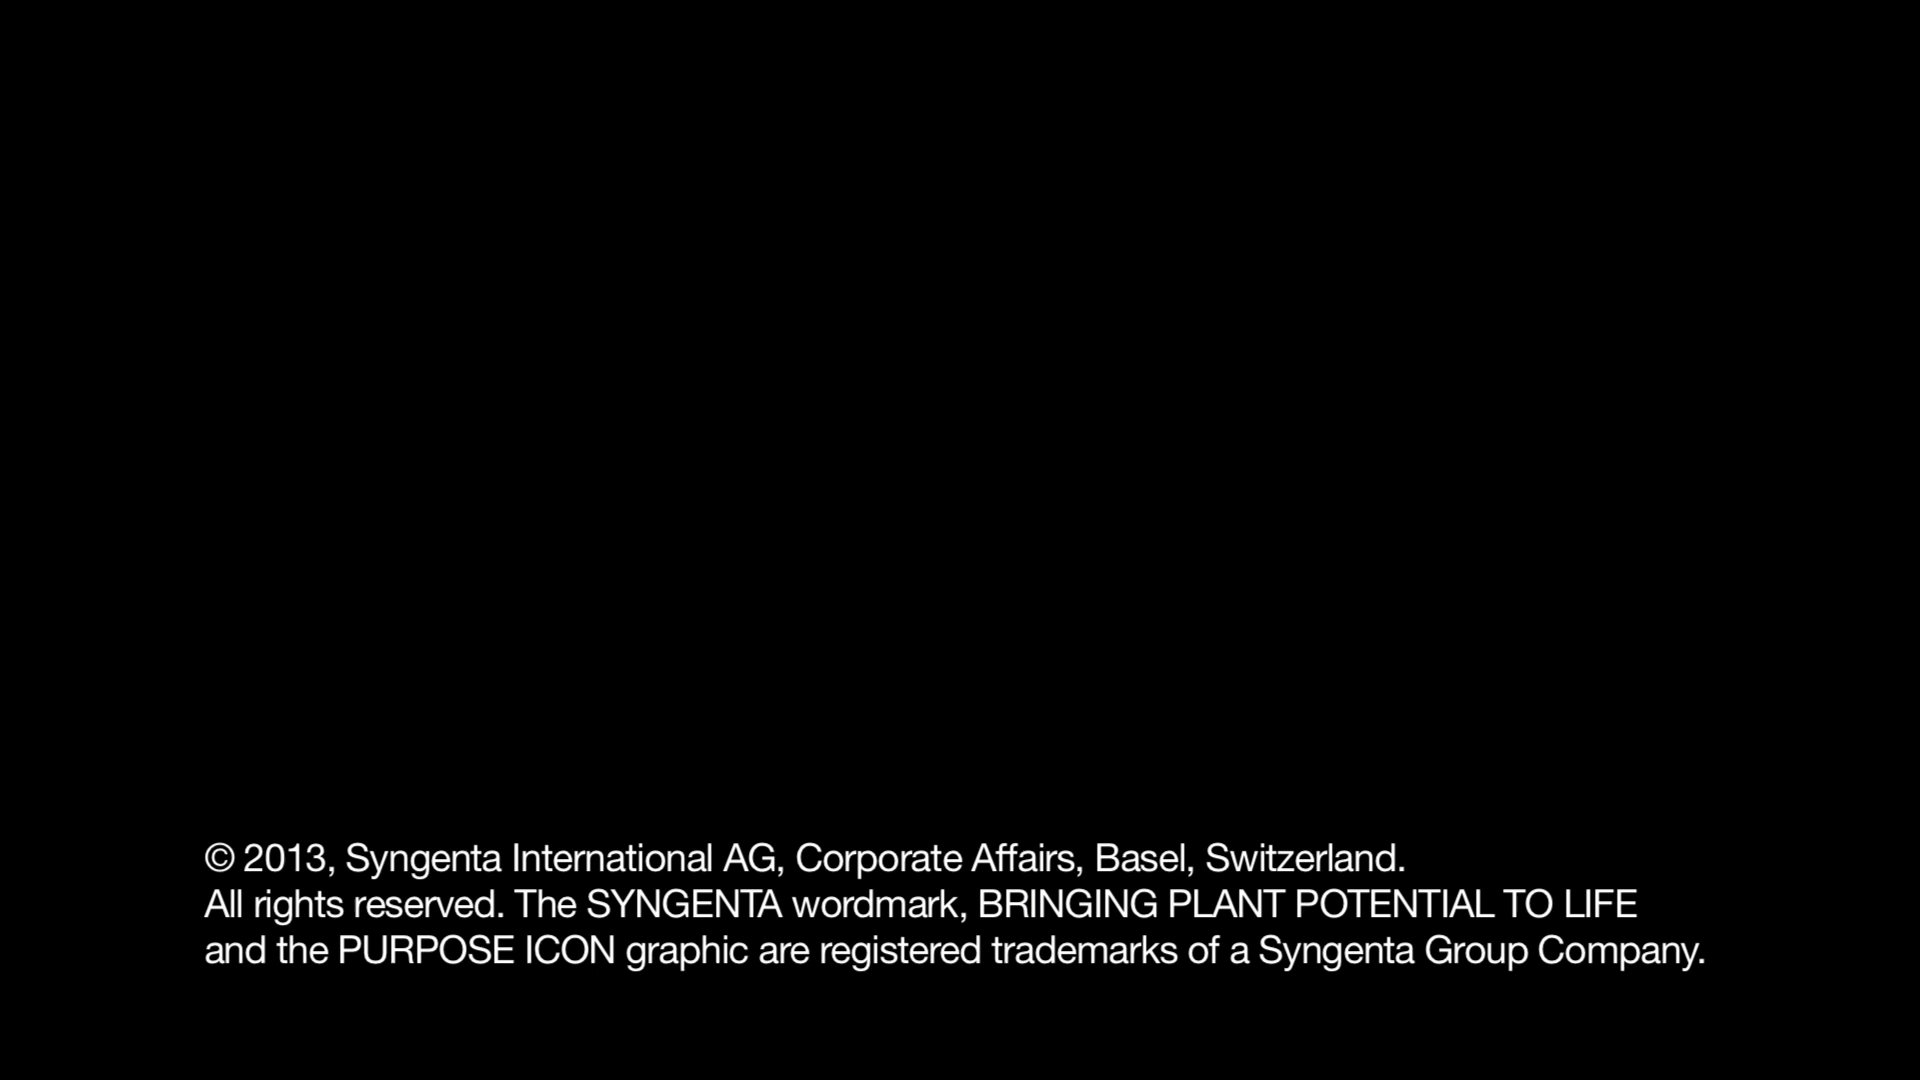 © 2013, Syngenta International AG, Corporate Affairs, Basel, Switzerland.
All rights reserved. The SYNGENTA wordmark, BRINGING PLANT POTENTIAL TO LIFE
and the PURPOSE ICON graphic are registered trademarks of a Syngenta Group Company.